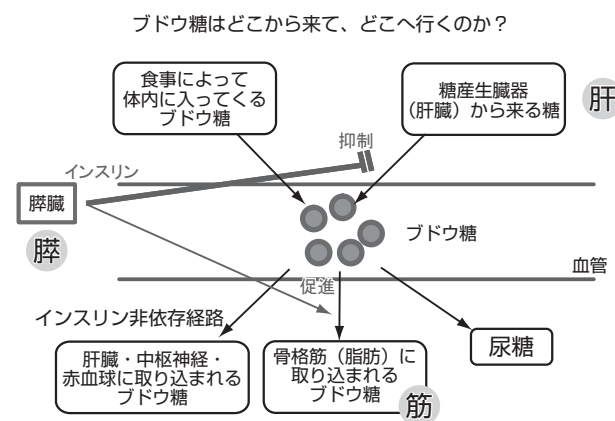 ブドウ糖はどこから来て、どこへ行くのか？
食事によって
体内に入ってくる
ブドウ糖
糖産生臓器
（肝臓）から来る糖
肝
抑制
インスリン
膵臓
膵
ブドウ糖
血管
促進
インスリン非依存経路
肝臓・中枢神経・
赤血球に取り込まれる
ブドウ糖
骨格筋（脂肪）に
取り込まれる
ブドウ糖
筋
尿糖